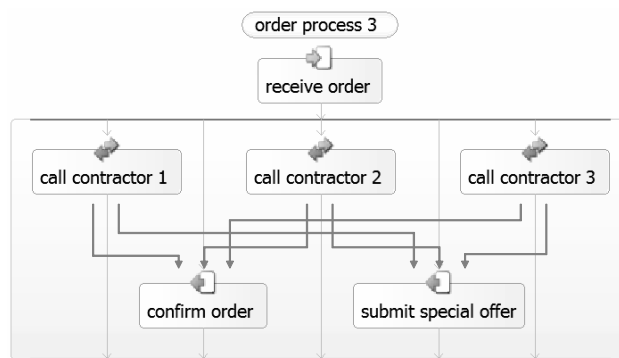 order process 3
receive order
call contractor 1
call contractor 2
call contractor 3
confirm order
submit special offer